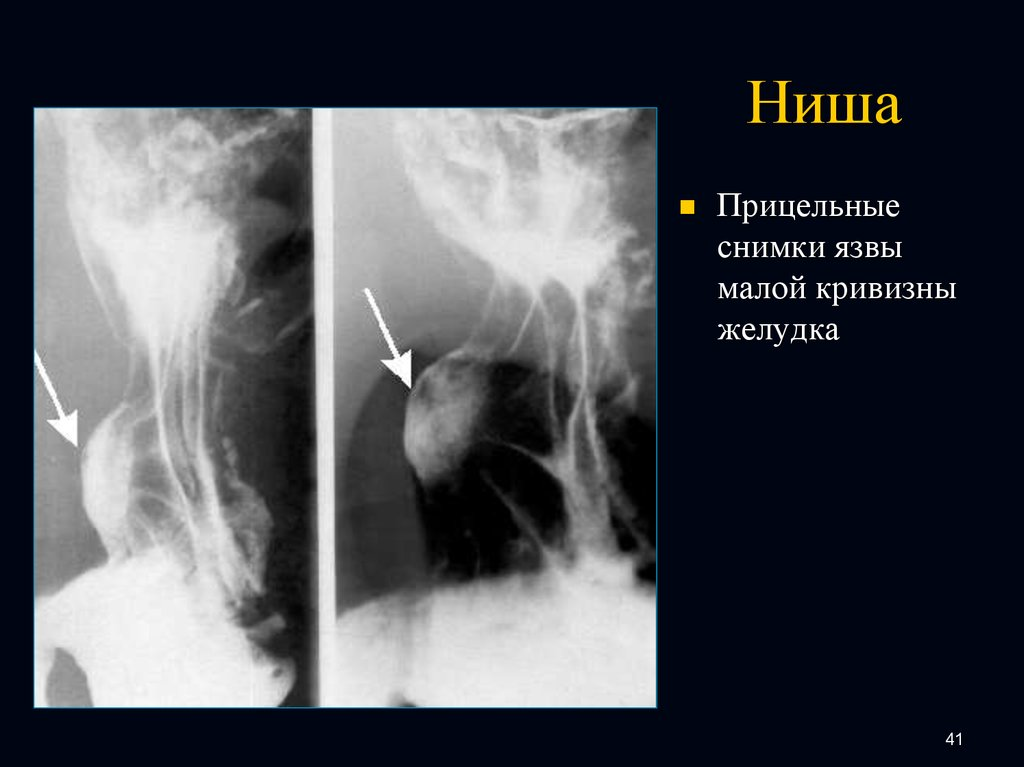 Ниша
Прицельные
снимки язвы
малой кривизны
желудка
41